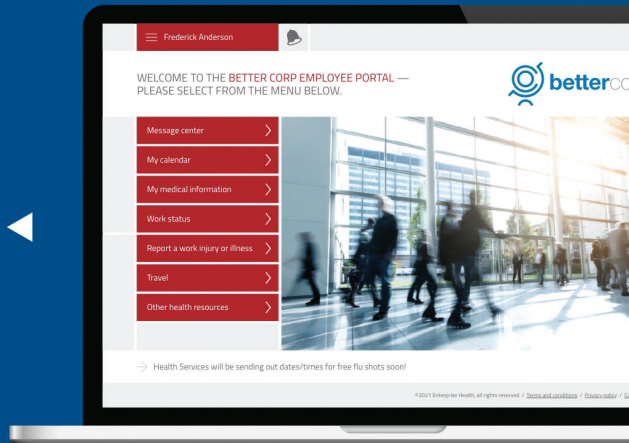 Frederick Anderson
WELCOME TO THE BETTER CORP EMPLOYEE PORTAL —
PLEASE SELECT FROM THE MENU BELOW.
betterco
Message center
My calendar
My medical information
Work status
Report a work injury or illness
Travel
Other health resources
Health Services will be sending out dates/times for free flu shots soon!
©2021 Enterprise Health, all rights reserved / Terms and conditions / Privacy policy /